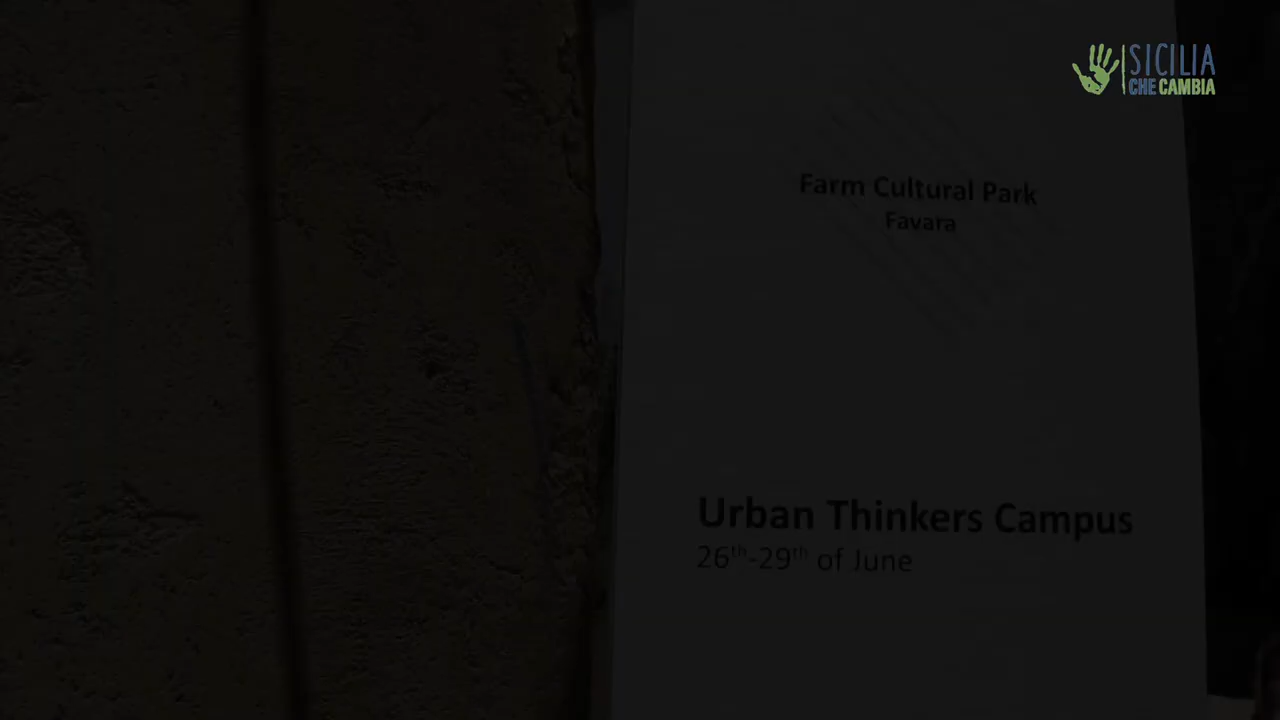 SICILIA
CHE CAMBIA
Farm Cultural Park
Favara
Urban Thinkers Campus
26th-29th of June